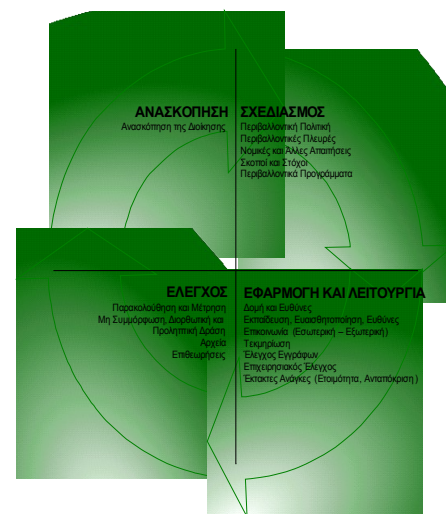 ΑΝΑΣΚΟΠΗΣΗ
Ανασκόπηση της Διοίκησης
ΣΧΕΔΙΑΣΜΟΣ
Περιβαλλοντική Πολιτική
Περιβαλλοντικές Πλευρές
Νομικές και Άλλες Απαιτήσεις
Σκοποί και Στόχοι
Περιβαλλοντικά Προγράμματα
ΕΛΕΓΧΟΣ
Παρακολούθηση και Μέτρηση
Μη Συμμόρφωση, Διορθωτική και
Προληπτική Δράση
Αρχεία
Επιθεωρήσεις
ΕΦΑΡΜΟΓΗ ΚΑΙ ΛΕΙΤΟΥΡΓΙΑ
Δομή και Ευθύνες
Εκπαίδευση, Ευαισθητοποίηση, Ευθύνες
Επικοινωνία (Εσωτερική – Εξωτερική)
Τεκμηρίωση
Έλεγχος Εγγράφων
Επιχειρησιακός Έλεγχος
Έκτακτες Ανάγκες (Ετοιμότητα, Ανταπόκριση)